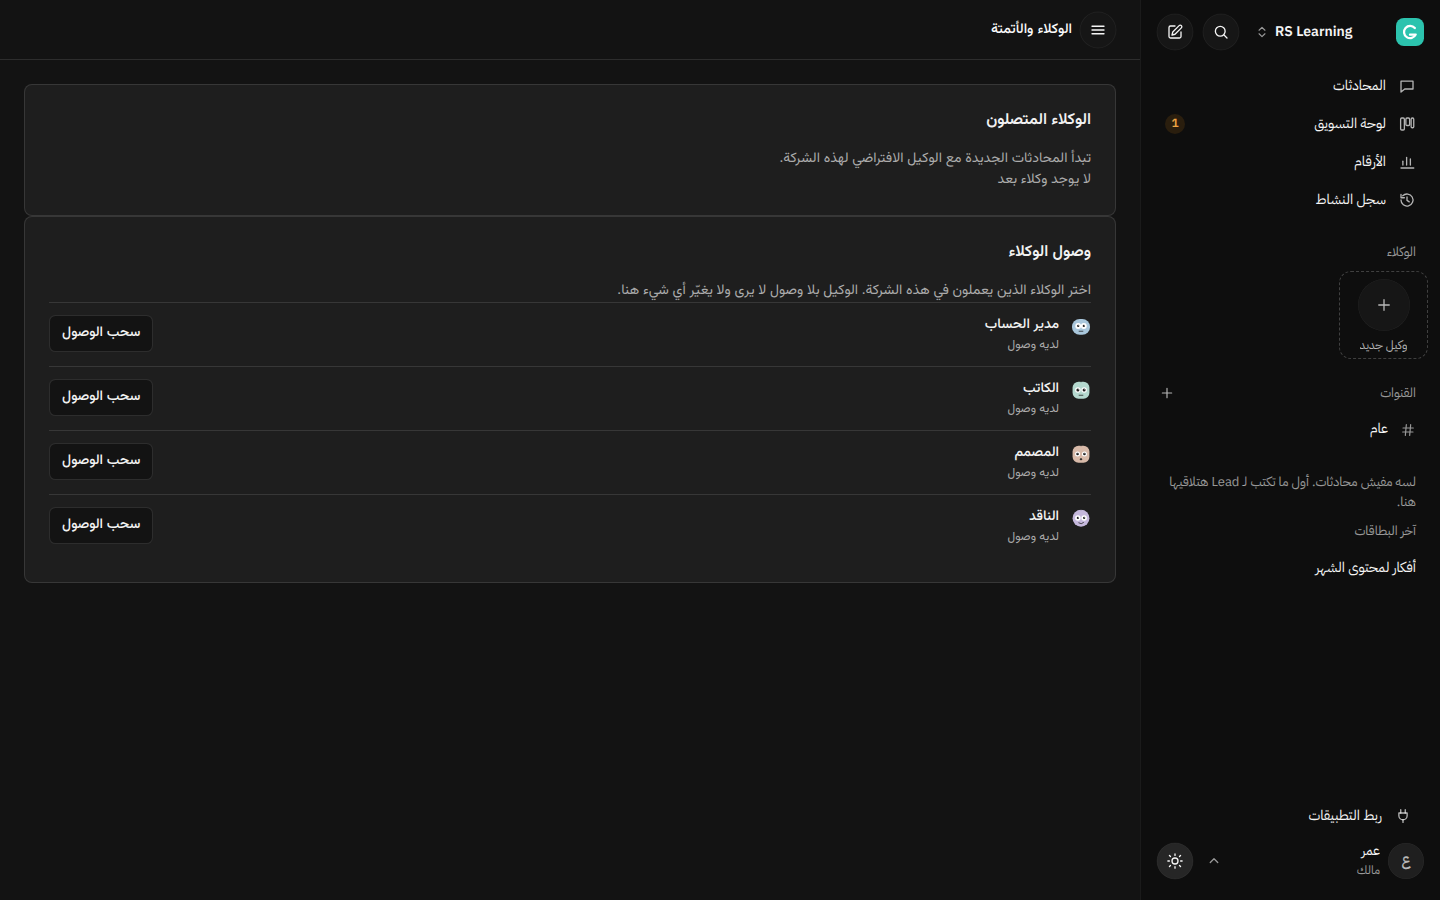 RS Learning
المحادثات
لوحة التسويق
1
الأرقام
سجل النشاط
الوكلاء
وكيل جديد
القنوات
عام
لسه مفيش محادثات. أول ما تكتب لـ Lead هتلاقيها
هنا.
آخر البطاقات
أفكار لمحتوى الشهر
ربط التطبيقات
ع
عمر
مالك
الوكلاء والأتمتة
الوكلاء المتصلون
تبدأ المحادثات الجديدة مع الوكيل الافتراضي لهذه الشركة.
لا يوجد وكلاء بعد
وصول الوكلاء
اختر الوكلاء الذين يعملون في هذه الشركة. الوكيل بلا وصول لا يرى ولا يغيّر أي شيء هنا.
مدير الحساب
لديه وصول
سحب الوصول
الكاتب
لديه وصول
سحب الوصول
المصمم
لديه وصول
سحب الوصول
الناقد
لديه وصول
سحب الوصول